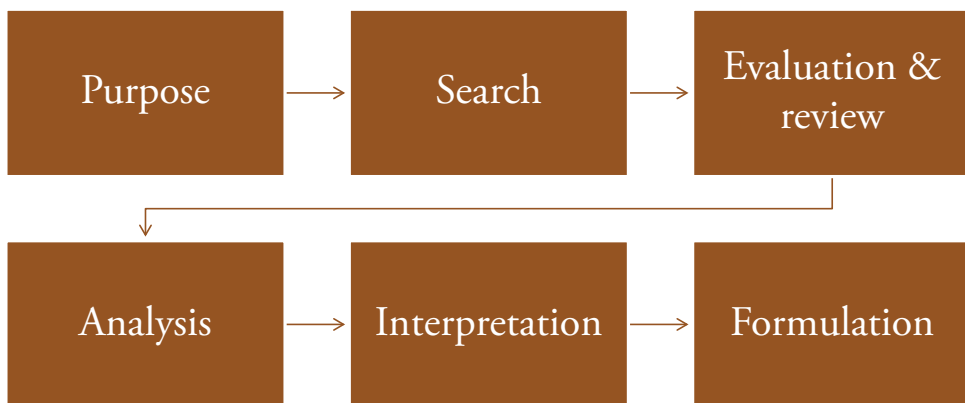 Purpose
Search
Evaluation &
review
Analysis
Interpretation
Formulation